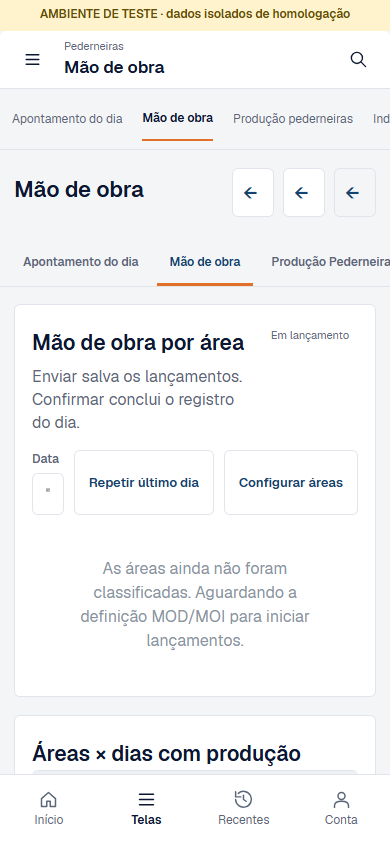 AMBIENTE DE TESTE · dados isolados de homologação
Pederneiras
Mão de obra
Apontamento do dia Mão de obra Produção pederneiras Ind
Mão de obra
Apontamento do dia Mão de obra Produção Pederneira
Mão de obra por área Em lançamento
Enviar salva os lançamentos.
Confirmar conclui o registro
do dia.
Data
Repetir último dia Configurar áreas
As áreas ainda não foram
classificadas. Aguardando a
definição MOD/MOI para iniciar
lançamentos.
Áreas × dias com produção
Início Telas Recentes Conta